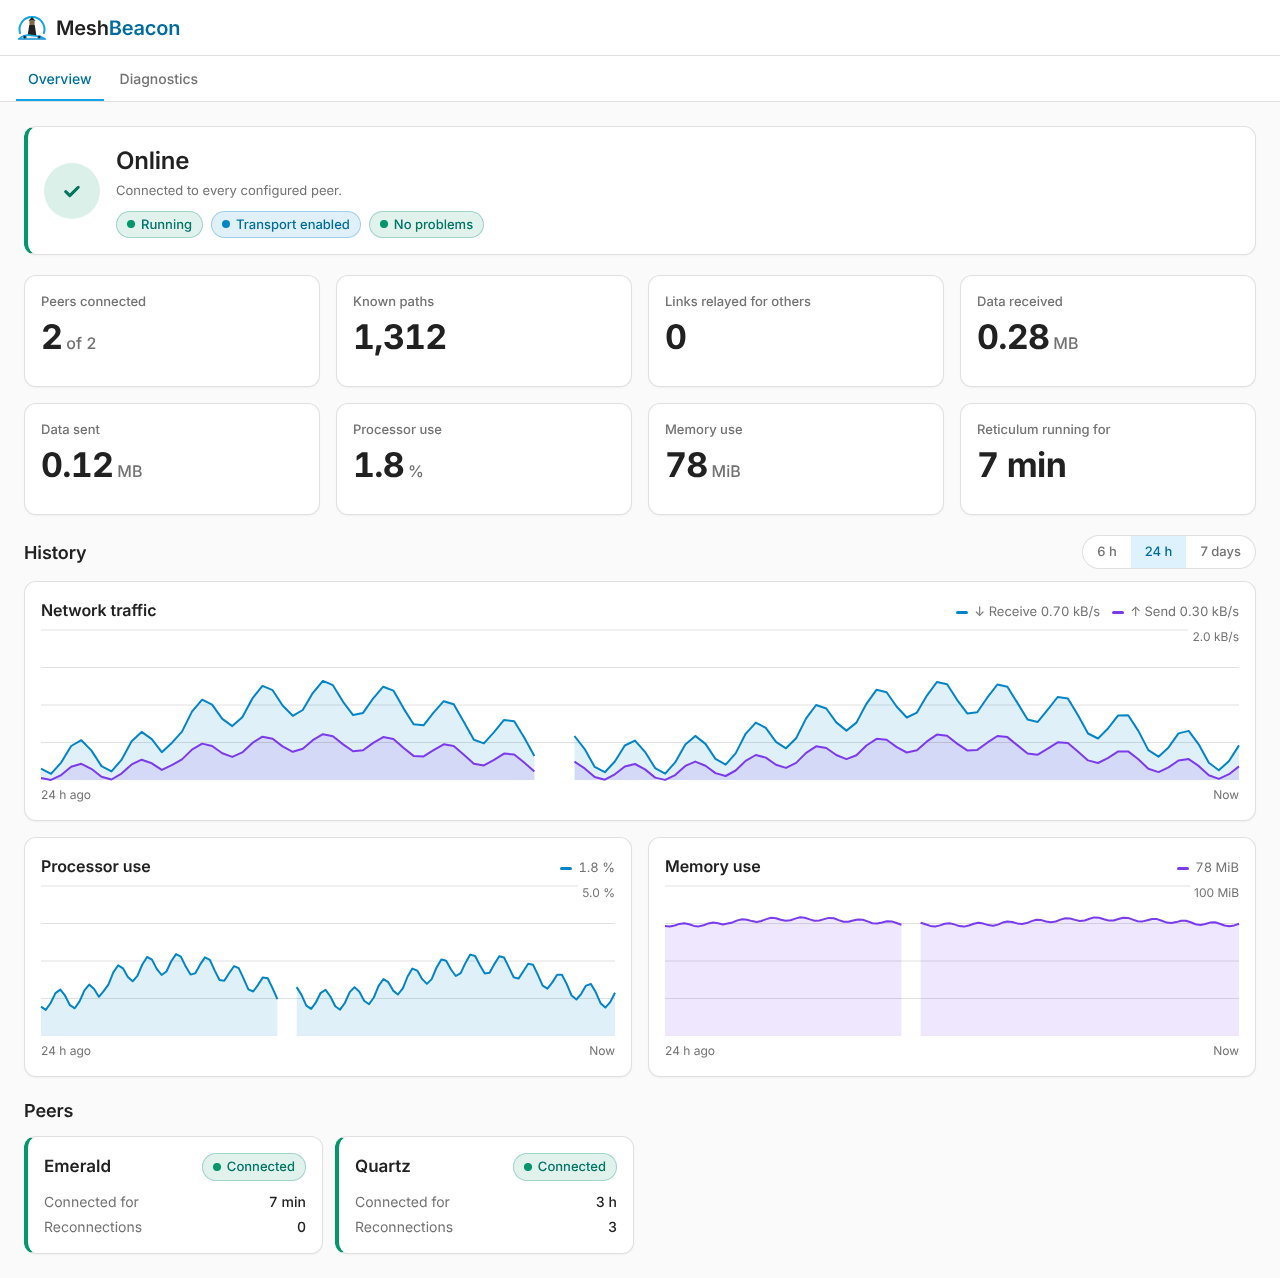 MeshBeacon
Overview Diagnostics
Online
Connected to every configured peer.
Running Transport enabled No problems
Peers connected
2 of 2
Known paths
1,312
Links relayed for others
0
Data received
0.28 MB
Data sent
0.12 MB
Processor use
1.8 %
Memory use
78 MiB
Reticulum running for
7 min
History
6 h 24 h 7 days
Network traffic
↓ Receive 0.70 kB/s ↑ Send 0.30 kB/s
2.0 kB/s
24 h ago Now
Processor use
1.8 %
5.0 %
24 h ago Now
Memory use
78 MiB
100 MiB
24 h ago Now
Peers
Emerald Connected
Connected for 7 min
Reconnections 0
Quartz Connected
Connected for 3 h
Reconnections 3